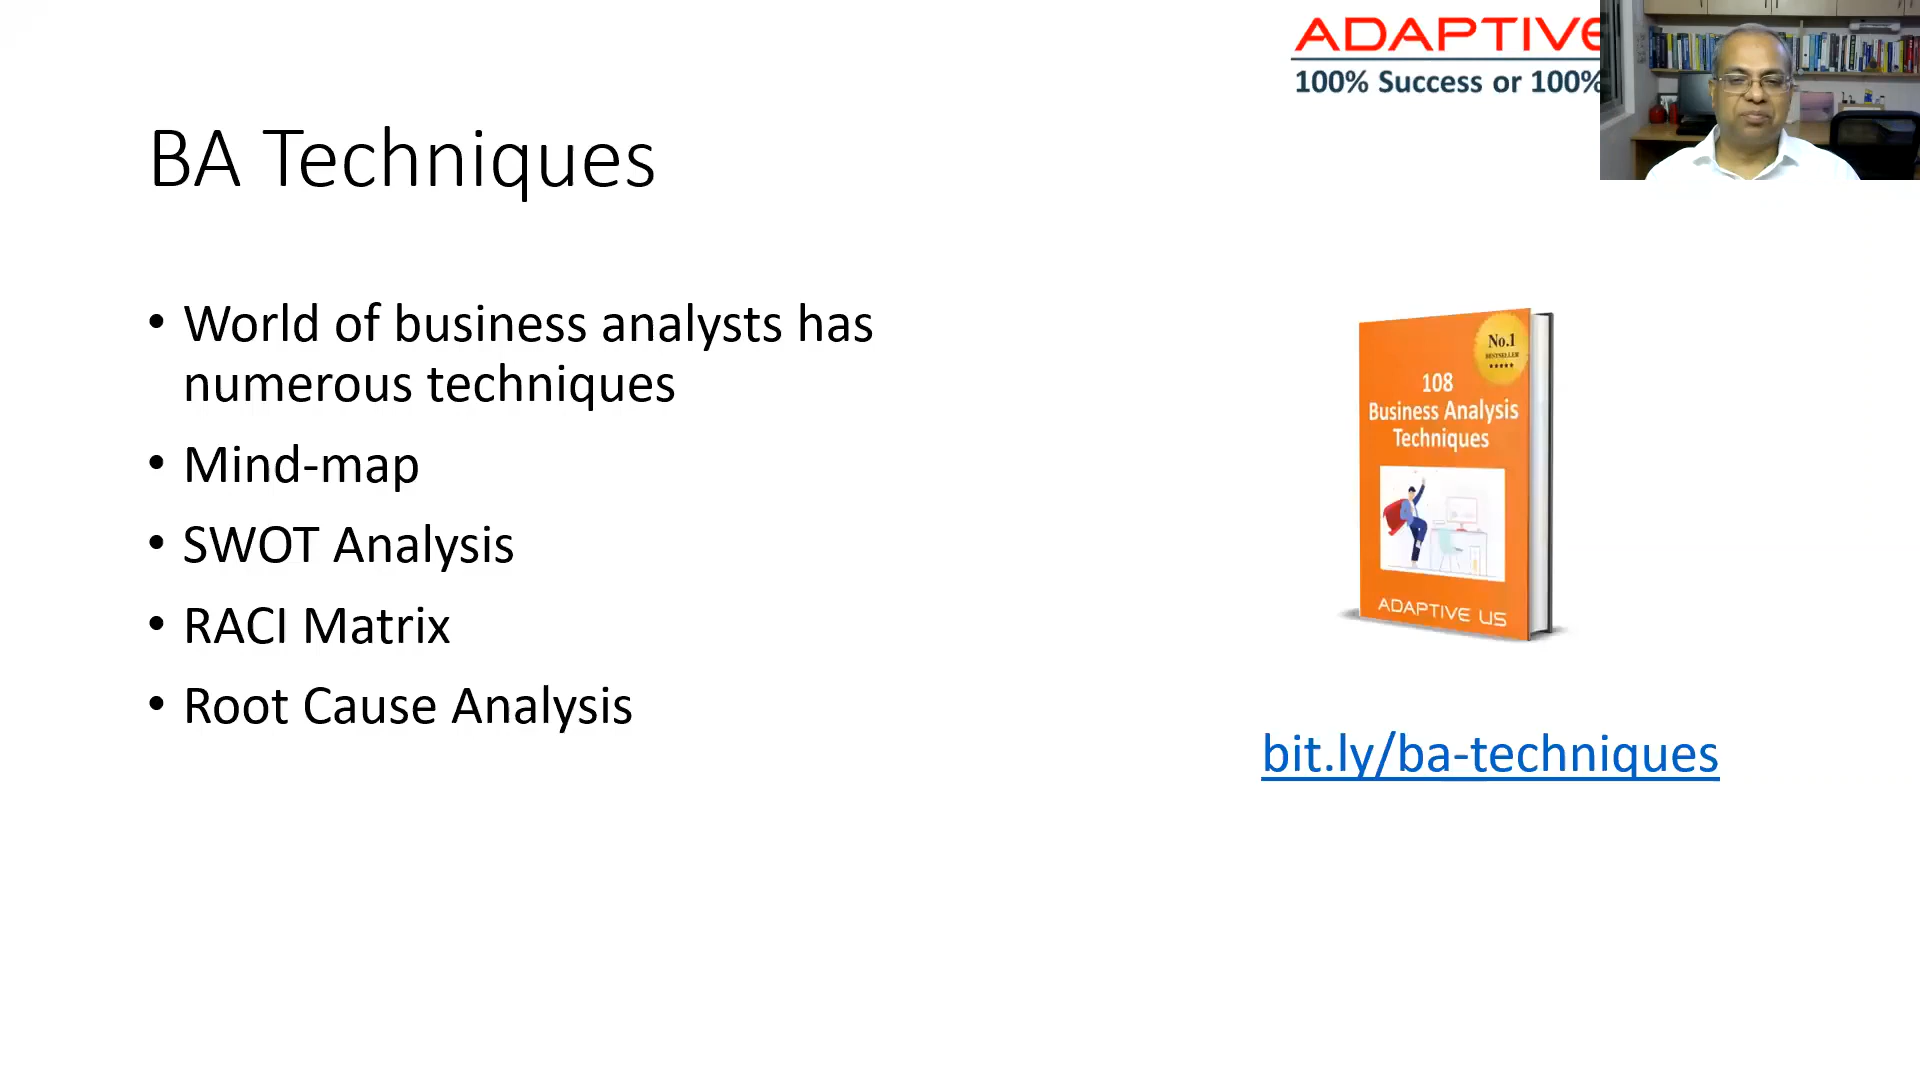 ADAPTIVE
100% Success or 100%
BA Techniques
• World of business analysts has
numerous techniques
• Mind-map
• SWOT Analysis
• RACI Matrix
• Root Cause Analysis
No.1
BESTSELLER
108
Business Analysis
Techniques
ADAPTIVE US
bit.ly/ba-techniques